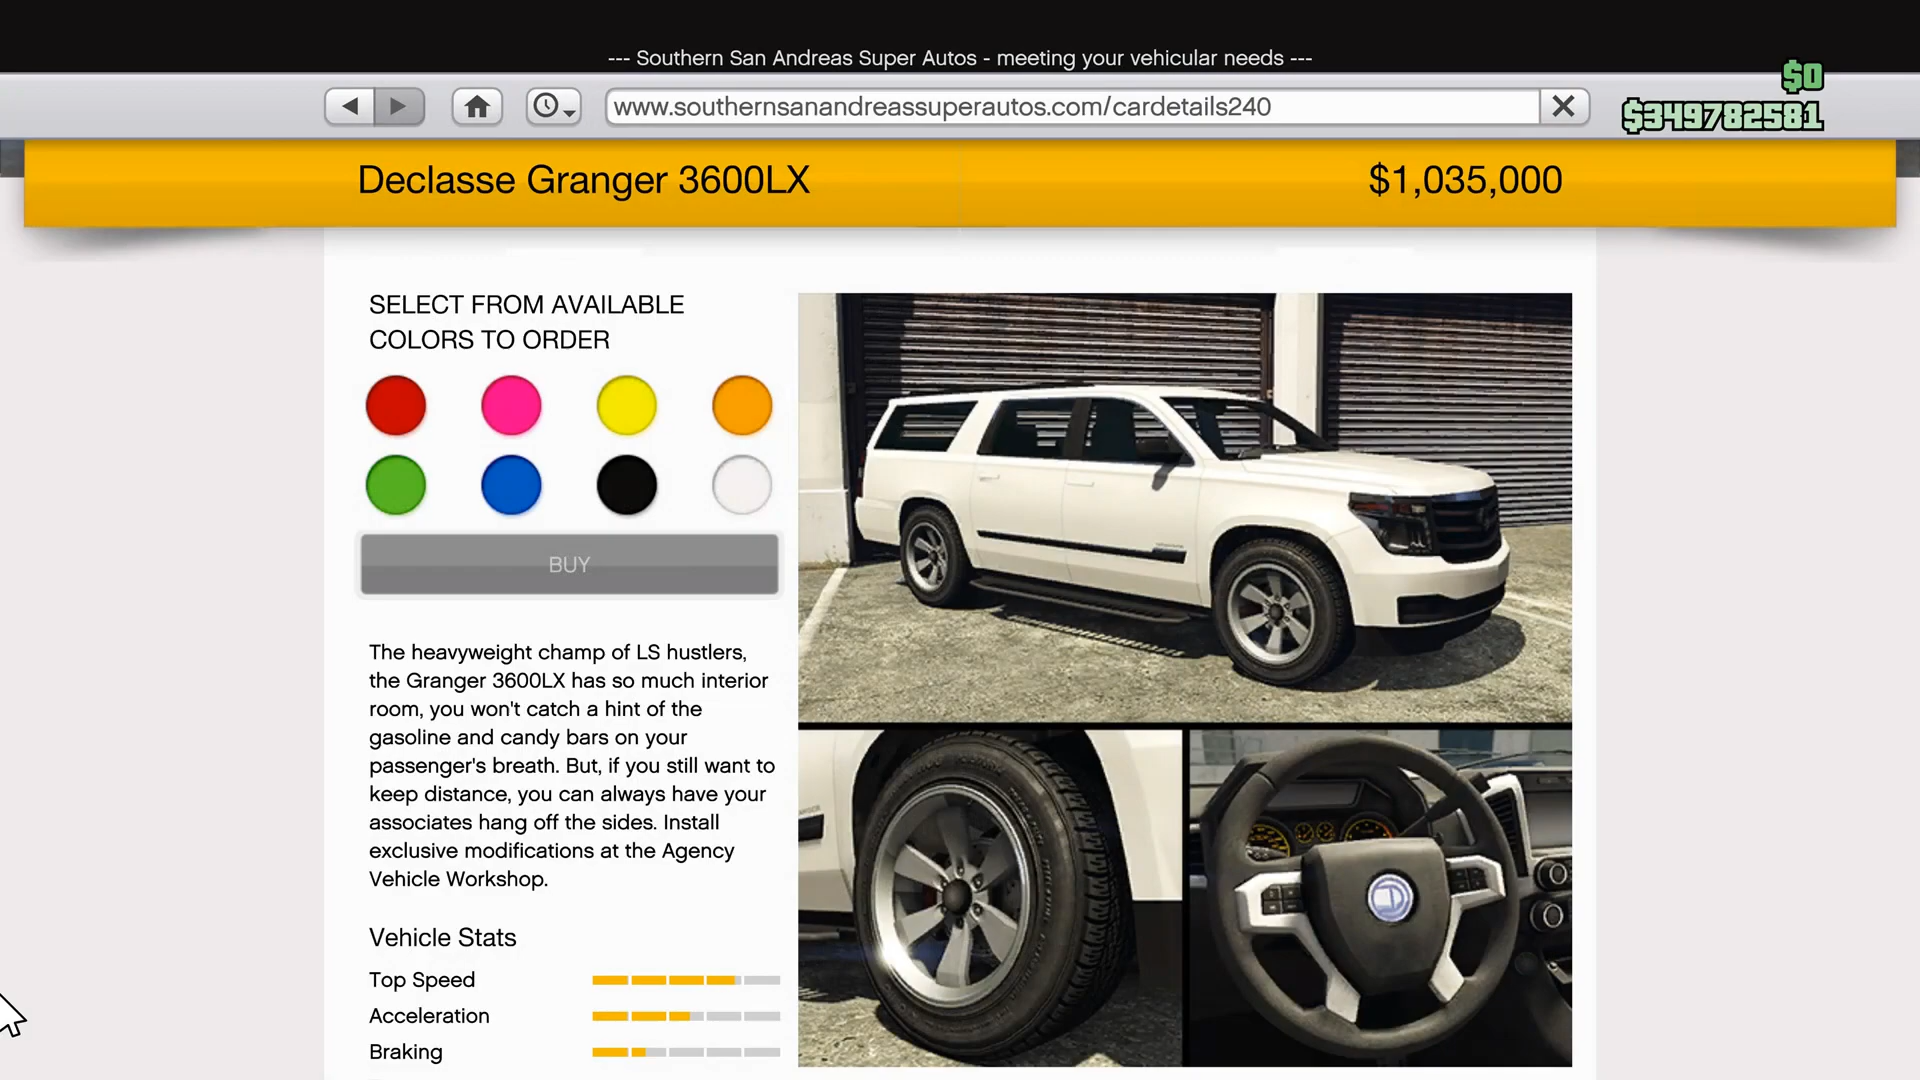 --- Southern San Andreas Super Autos - meeting your vehicular needs ---
$0
www.southernsanandreassuperautos.com/cardetails240
$349782581
Declasse Granger 3600LX
$1,035,000
SELECT FROM AVAILABLE
COLORS TO ORDER
BUY
The heavyweight champ of LS hustlers,
the Granger 3600LX has so much interior
room, you won't catch a hint of the
gasoline and candy bars on your
passenger's breath. But, if you still want to
keep distance, you can always have your
associates hang off the sides. Install
exclusive modifications at the Agency
Vehicle Workshop.
Vehicle Stats
Top Speed
Acceleration
Braking